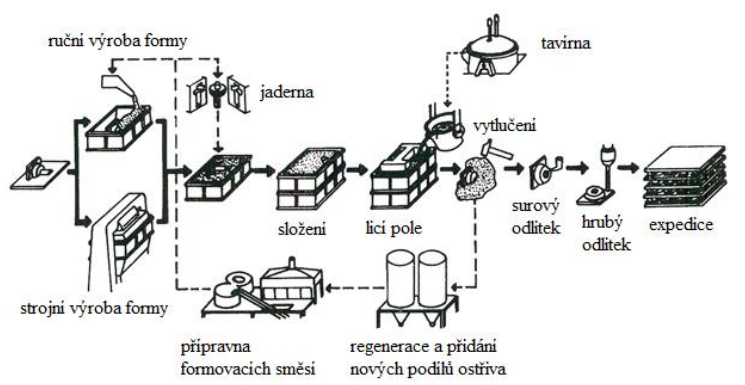 ruční výroba formy
tavírna
jaderna
vytlučení
složení
licí pole
surový
odlitek
hrubý
odlitek
expedice
strojní výroba formy
přípravna
formovacích směsí
regenerace a přidání
nových podílů ostřiva